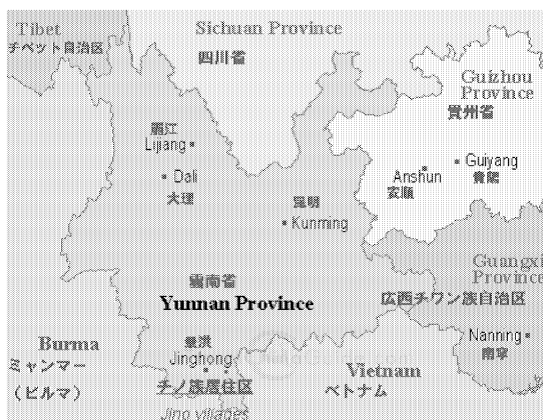 Tibet
チベット自治区
Sichuan Province
四川省
Guizhou
Province
貴州省
麗江
Lijiang
Dali
大理
Anshun
安順
Guiyang
貴陽
昆明
Kunming
Guangxi
Province
広西チワン族自治区
雲南省
Yunnan Province
Burma
ミャンマー
（ビルマ）
景洪
Jinghong
チノ族居住区
Jino villages
Vietnam
ベトナム
Nanning
南寧